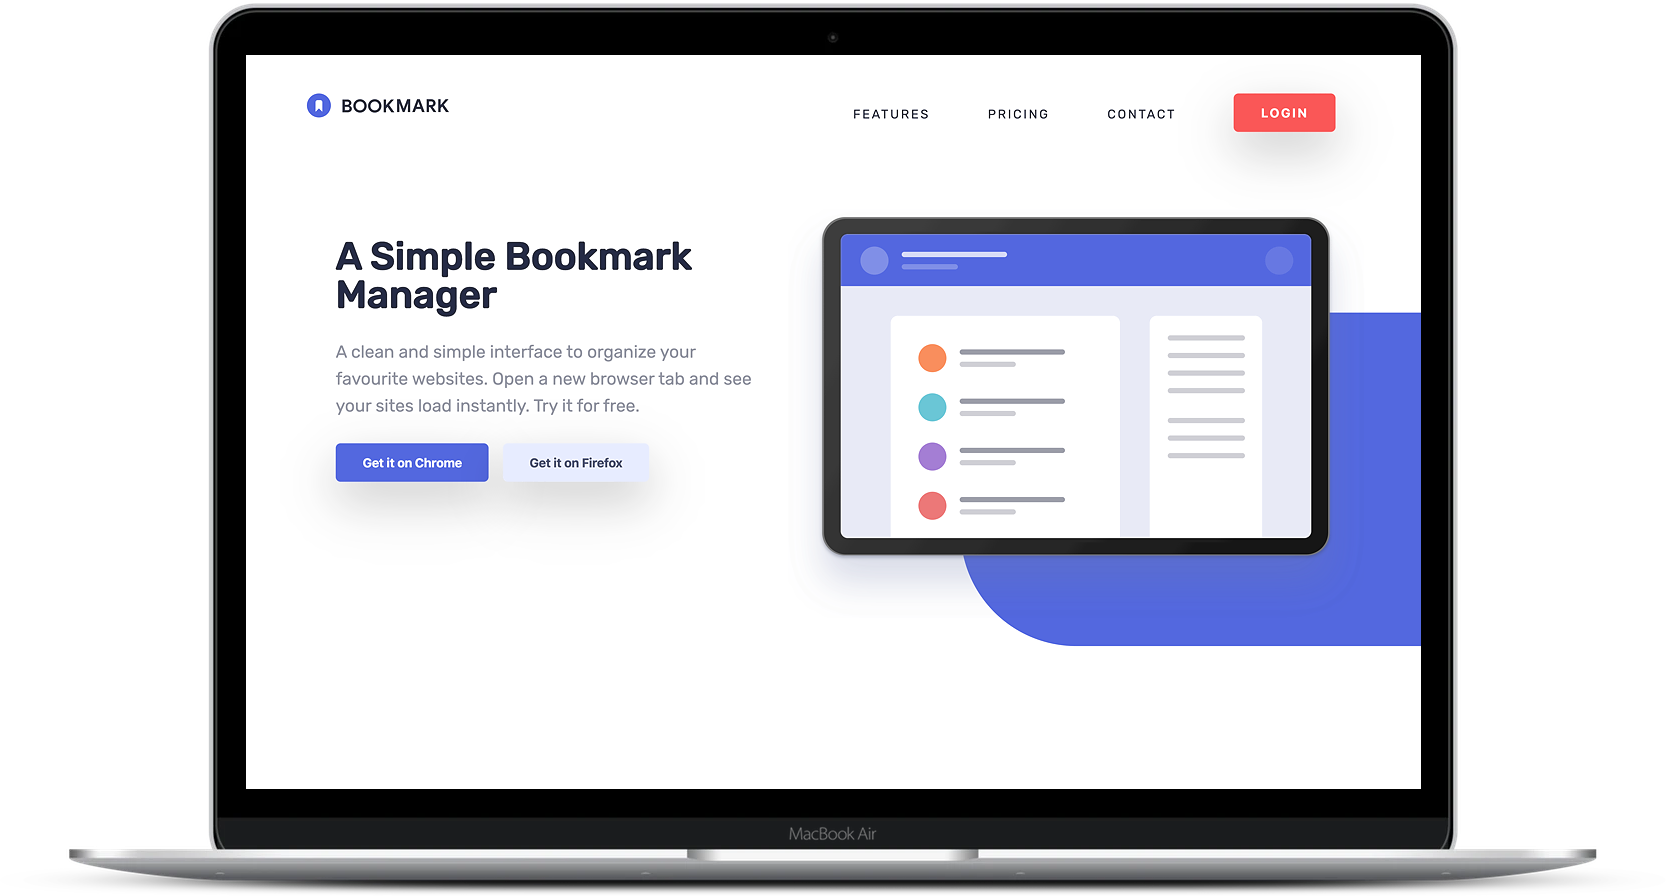 BOOKMARK
FEATURES PRICING CONTACT LOGIN
A Simple Bookmark
Manager
A clean and simple interface to organize your
favourite websites. Open a new browser tab and see
your sites load instantly. Try it for free.
Get it on Chrome Get it on Firefox
MacBook Air